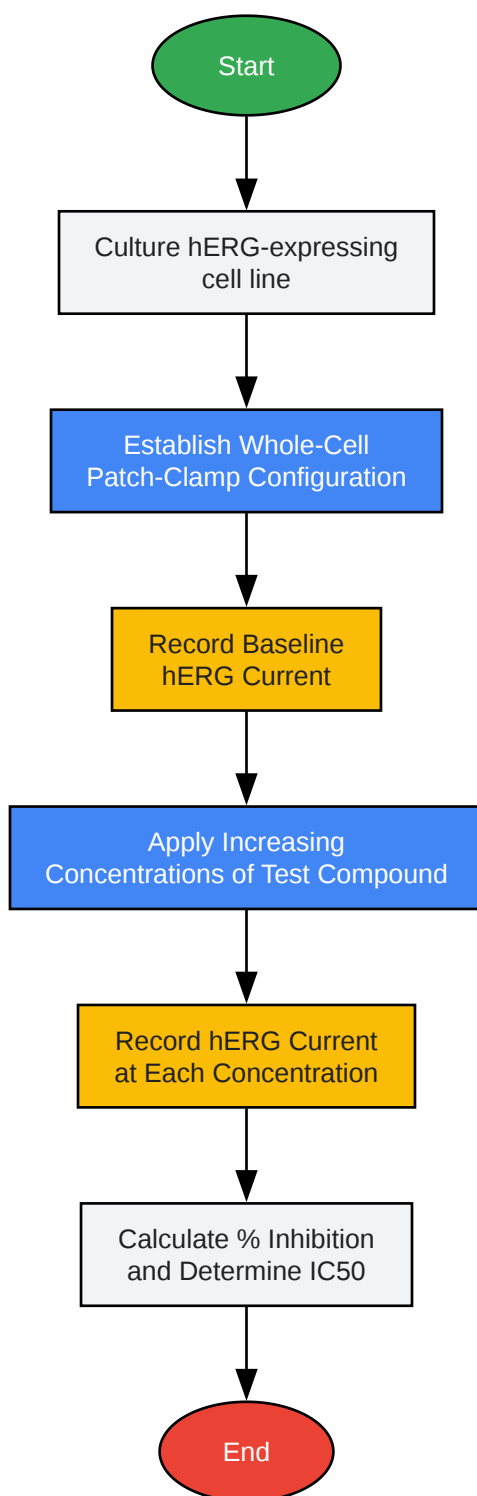 Start
Culture hERG-expressing
cell line
Establish Whole-Cell
Patch-Clamp Configuration
Record Baseline
hERG Current
Apply Increasing
Concentrations of Test Compound
Record hERG Current
at Each Concentration
Calculate % Inhibition
and Determine IC50
End